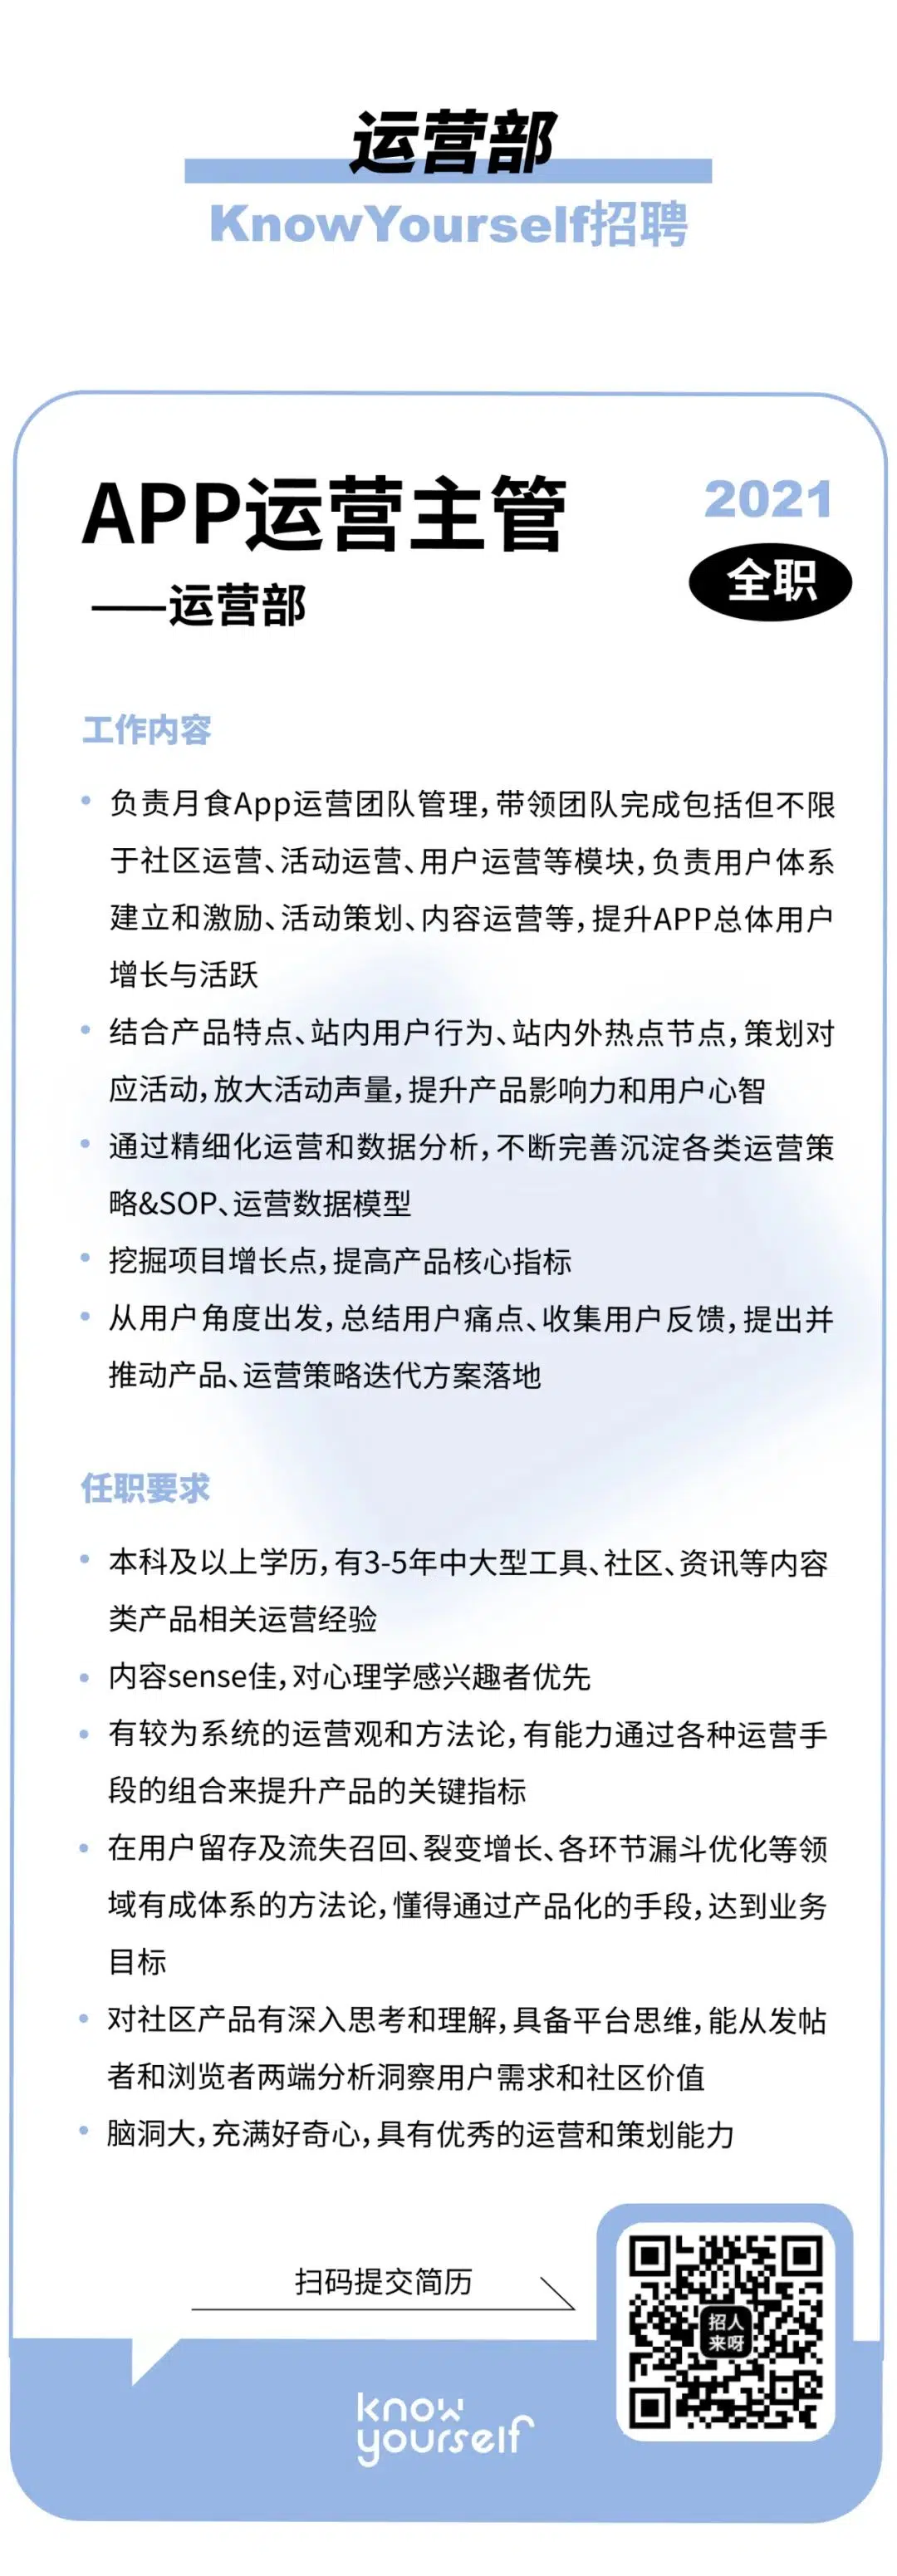 运营部
KnowYourself招聘
APP运营主管
2021
——运营部
全职
工作内容
负责月食App运营团队管理，带领团队完成包括但不限
于社区运营、活动运营、用户运营等模块，负责用户体系
建立和激励、活动策划、内容运营等，提升APP总体用户
增长与活跃
结合产品特点、站内用户行为、站内外热点节点，策划对
应活动，放大活动声量，提升产品影响力和用户心智
通过精细化运营和数据分析，不断完善沉淀各类运营策
略&SOP、运营数据模型
挖掘项目增长点，提高产品核心指标
从用户角度出发，总结用户痛点、收集用户反馈，提出并
推动产品、运营策略迭代方案落地
任职要求
本科及以上学历，有3-5年中大型工具、社区、资讯等内容
类产品相关运营经验
内容sense佳，对心理学感兴趣者优先
有较为系统的运营观和方法论，有能力通过各种运营手
段的组合来提升产品的关键指标
在用户留存及流失召回、裂变增长、各环节漏斗优化等领
域有成体系的方法论，懂得通过产品化的手段，达到业务
目标
对社区产品有深入思考和理解，具备平台思维，能从发帖
者和浏览者两端分析洞察用户需求和社区价值
脑洞大，充满好奇心，具有优秀的运营和策划能力
扫码提交简历
招人
来呀
know
yourself